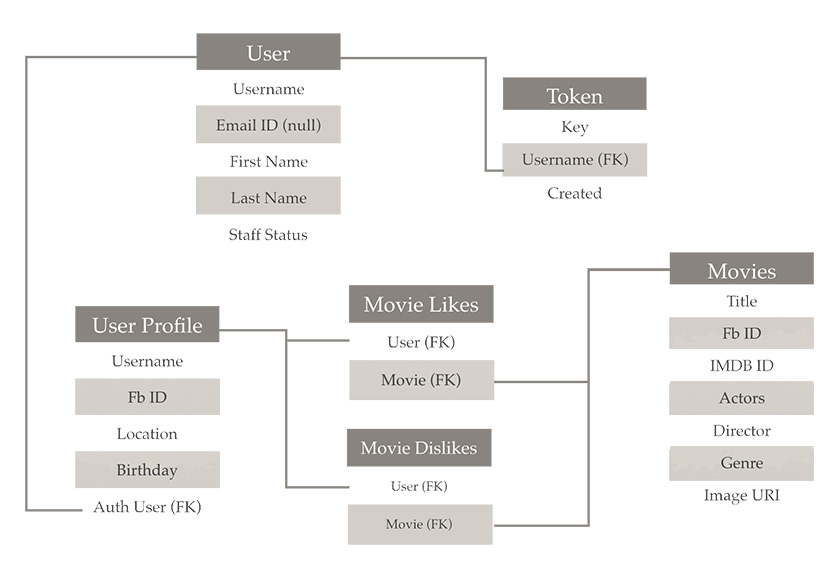 User
Username
Email ID (null)
First Name
Last Name
Staff Status
Token
Key
Username (FK)
Created
User Profile
Username
Fb ID
Location
Birthday
Auth User (FK)
Movie Likes
User (FK)
Movie (FK)
Movie Dislikes
User (FK)
Movie (FK)
Movies
Title
Fb ID
IMDB ID
Actors
Director
Genre
Image URI